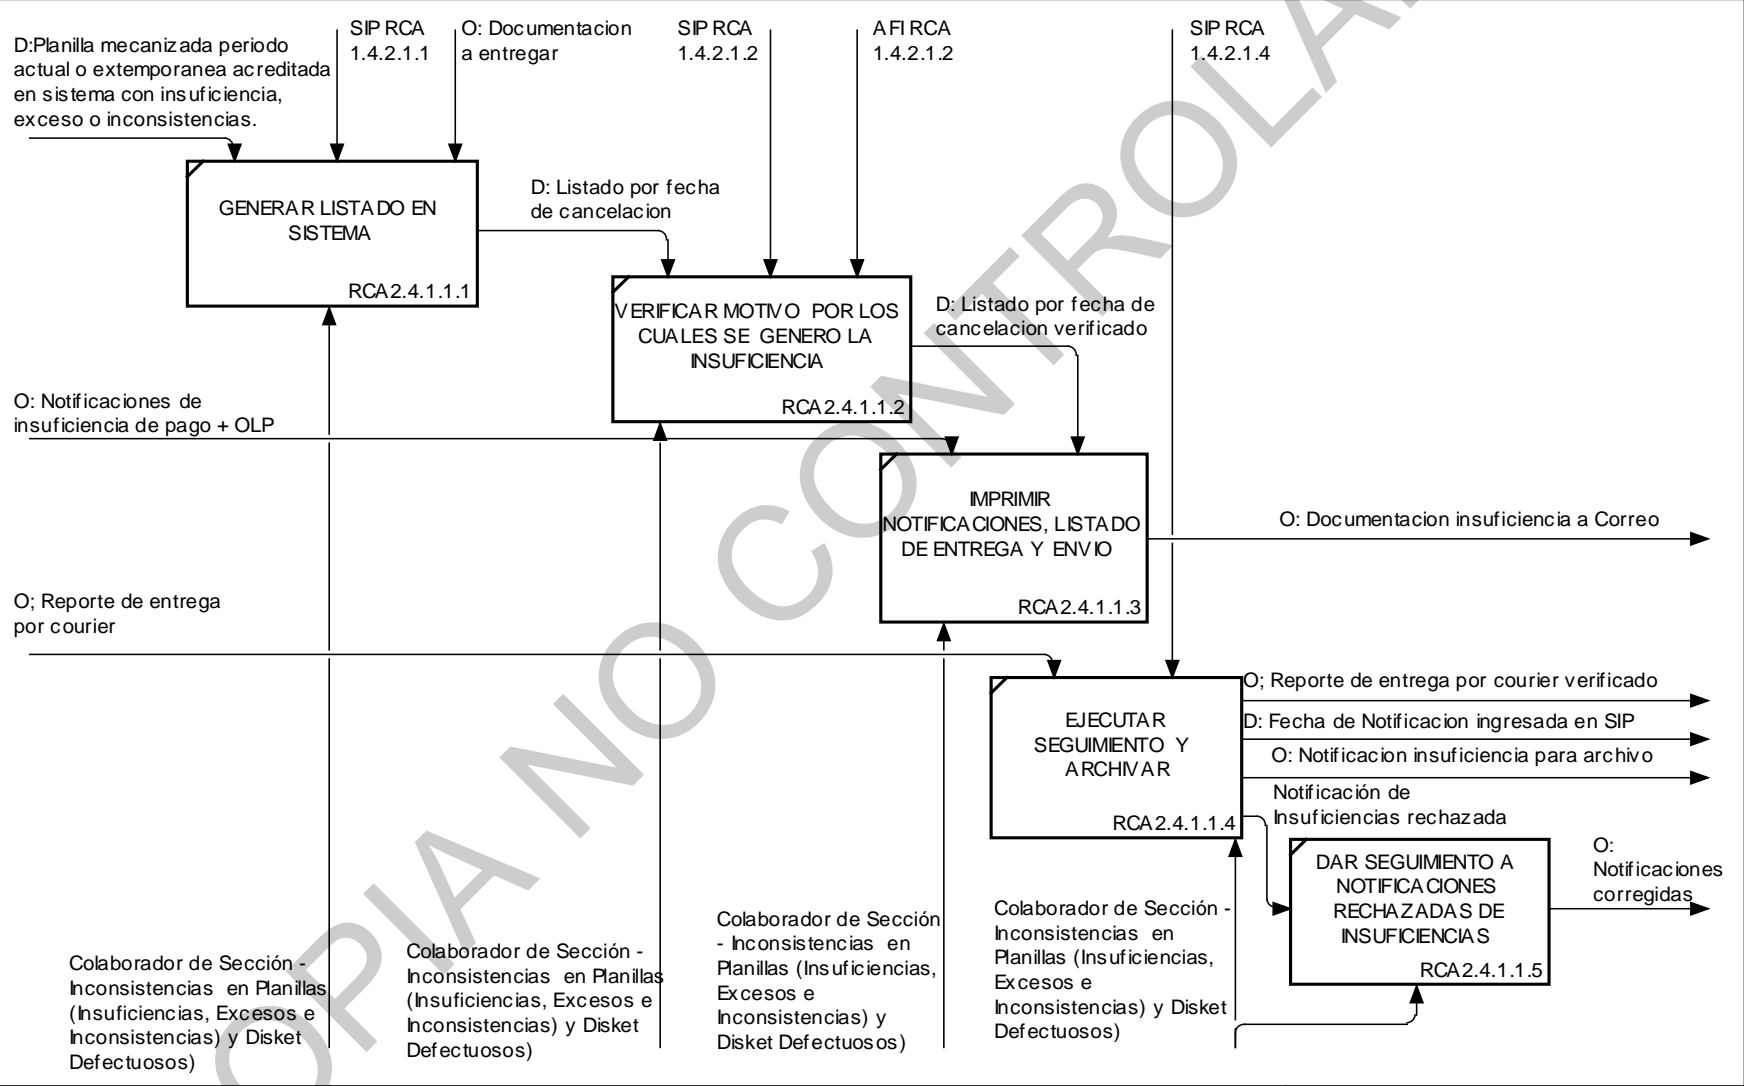 D:Planilla mecanizada periodo
actual o extemporanea acreditada
en sistema con insuficiencia,
exceso o inconsistencias.
SIP RCA
1.4.2.1.1
O: Documentacion
a entregar
SIP RCA
1.4.2.1.2
AFI RCA
1.4.2.1.2
SIP RCA
1.4.2.1.4
GENERAR LISTADO EN
SISTEMA
RCA2.4.1.1.1
D: Listado por fecha
de cancelacion
VERIFICAR MOTIVO POR LOS
CUALES SE GENERO LA
INSUFICIENCIA
RCA2.4.1.1.2
D: Listado por fecha de
cancelacion verificado
O: Notificaciones de
insuficiencia de pago + OLP
IMPRIMIR
NOTIFICACIONES, LISTADO
DE ENTREGA Y ENVIO
RCA2.4.1.1.3
O: Documentacion insuficiencia a Correo
O; Reporte de entrega
por courier
EJECUTAR
SEGUIMIENTO Y
ARCHIVAR
RCA2.4.1.1.4
O; Reporte de entrega por courier verificado
D: Fecha de Notificacion ingresada en SIP
O: Notificacion insuficiencia para archivo
Notificación de
Insuficiencias rechazada
DAR SEGUIMIENTO A
NOTIFICACIONES
RECHAZADAS DE
INSUFICIENCIAS
RCA2.4.1.1.5
O:
Notificaciones
corregidas
Colaborador de Sección -
Inconsistencias en Planillas
(Insuficiencias, Excesos e
Inconsistencias) y Disket
Defectuosos)
Colaborador de Sección -
Inconsistencias en Planillas
(Insuficiencias, Excesos e
Inconsistencias) y Disket
Defectuosos)
Colaborador de Sección
- Inconsistencias en
Planillas (Insuficiencias,
Excesos e
Inconsistencias) y
Disket Defectuosos)
Colaborador de Sección -
Inconsistencias en
Planillas (Insuficiencias,
Excesos e
Inconsistencias) y Disket
Defectuosos)
OPIA NO CONTROLA